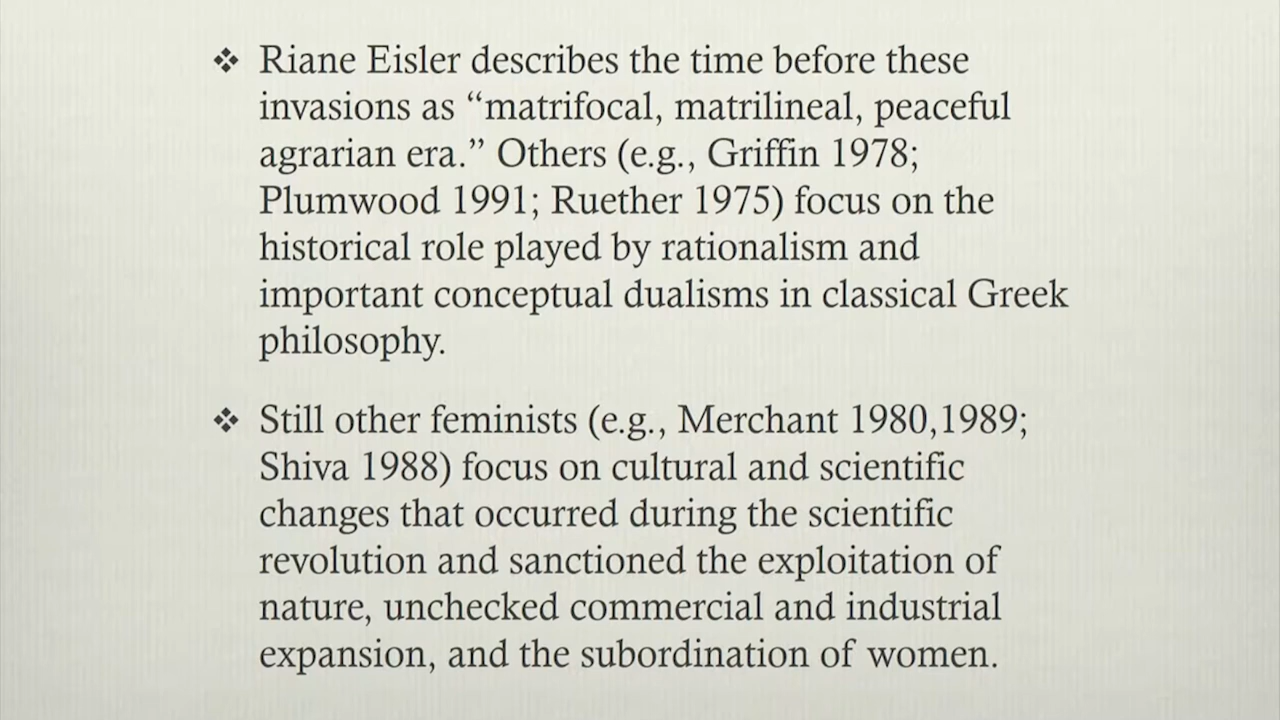 ❖ Riane Eisler describes the time before these
invasions as “matrifocal, matrilineal, peaceful
agrarian era.” Others (e.g., Griffin 1978;
Plumwood 1991; Ruether 1975) focus on the
historical role played by rationalism and
important conceptual dualisms in classical Greek
philosophy.
❖ Still other feminists (e.g., Merchant 1980,1989;
Shiva 1988) focus on cultural and scientific
changes that occurred during the scientific
revolution and sanctioned the exploitation of
nature, unchecked commercial and industrial
expansion, and the subordination of women.